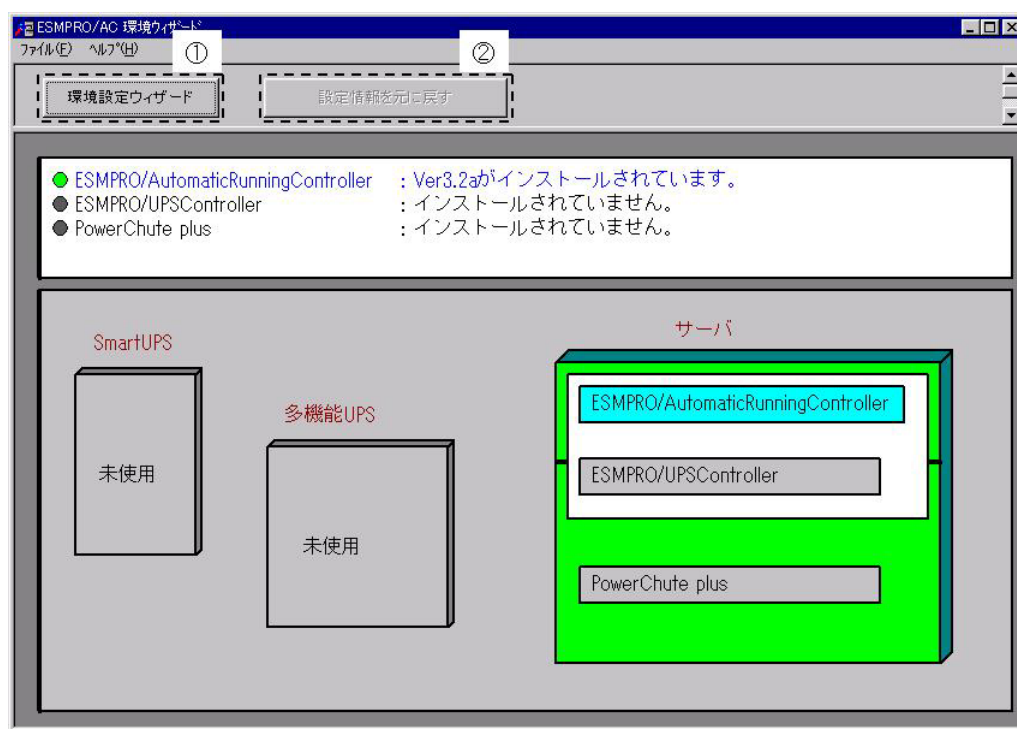 ESMPRO/AC 環境ウィザード
ファイル(F) ヘルプ(H)
①
②
環境設定ウィザード
設定情報を元に戻す
ESMPRO/AutomaticRunningController : Ver3.2aがインストールされています。
ESMPRO/UPSController : インストールされていません。
PowerChute plus : インストールされていません。
サーバ
SmartUPS
ESMPRO/AutomaticRunningController
多機能UPS
未使用
ESMPRO/UPSController
未使用
PowerChute plus